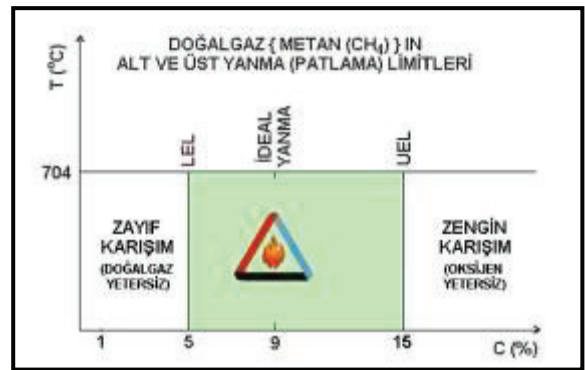 DOĞALGAZ { METAN (CH₄) } IN
ALT VE ÜST YANMA (PATLAMA) LİMİTLERİ
T (°C)
LEL
İDEAL
YANMA
UEL
704
ZAYIF
KARIŞIM
(DOĞALGAZ
YETERSİZ)
ZENGİN
KARIŞIM
(OKSİJEN
YETERSİZ)
1
5
9
15
C (%)